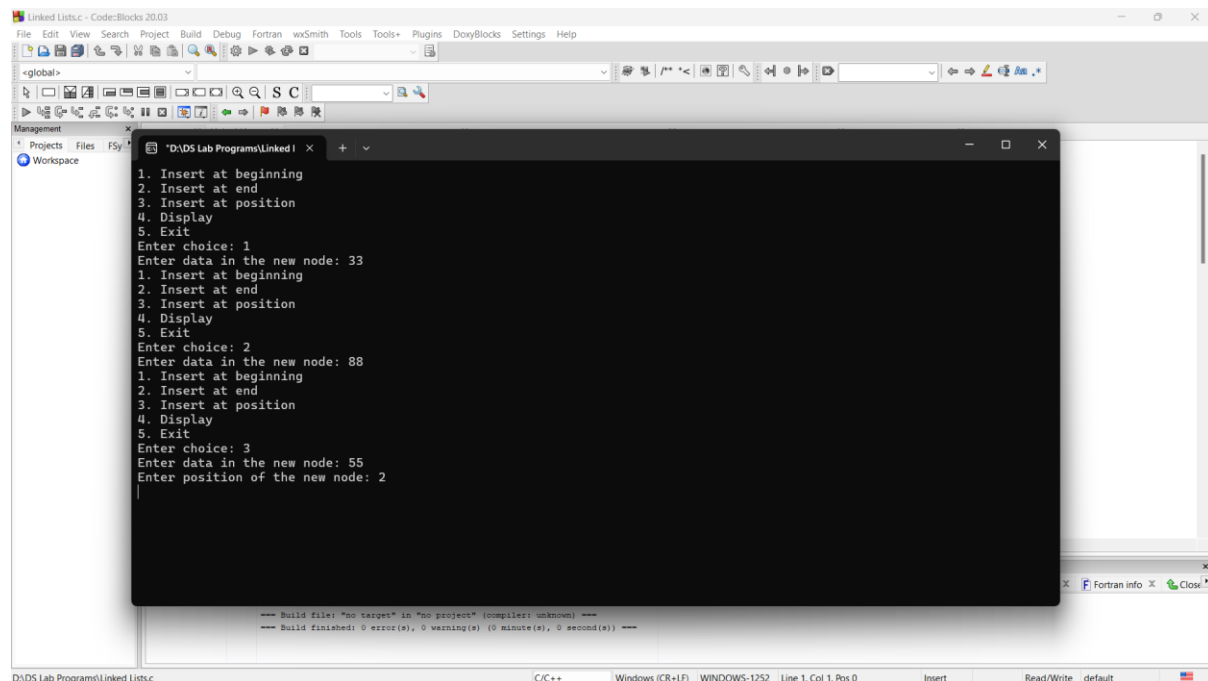 Linked Lists.c - Code::Blocks 20.03
File Edit View Search Project Build Debug Fortran wxSmith Tools Tools+ Plugins DoxyBlocks Settings Help
<global>
/** *<
.*
S C
Management
Projects Files FSy
Workspace
"D:\DS Lab Programs\Linked l
1. Insert at beginning
2. Insert at end
3. Insert at position
4. Display
5. Exit
Enter choice: 1
Enter data in the new node: 33
1. Insert at beginning
2. Insert at end
3. Insert at position
4. Display
5. Exit
Enter choice: 2
Enter data in the new node: 88
1. Insert at beginning
2. Insert at end
3. Insert at position
4. Display
5. Exit
Enter choice: 3
Enter data in the new node: 55
Enter position of the new node: 2
Fortran info Close
=== Build file: "no target" in "no project" (compiler: unknown) ===
=== Build finished: 0 error(s), 0 warning(s) (0 minute(s), 0 second(s)) ===
D:\DS Lab Programs\Linked Lists.c C/C++ Windows (CR+LF) WINDOWS-1252 Line 1, Col 1, Pos 0 Insert Read/Write default